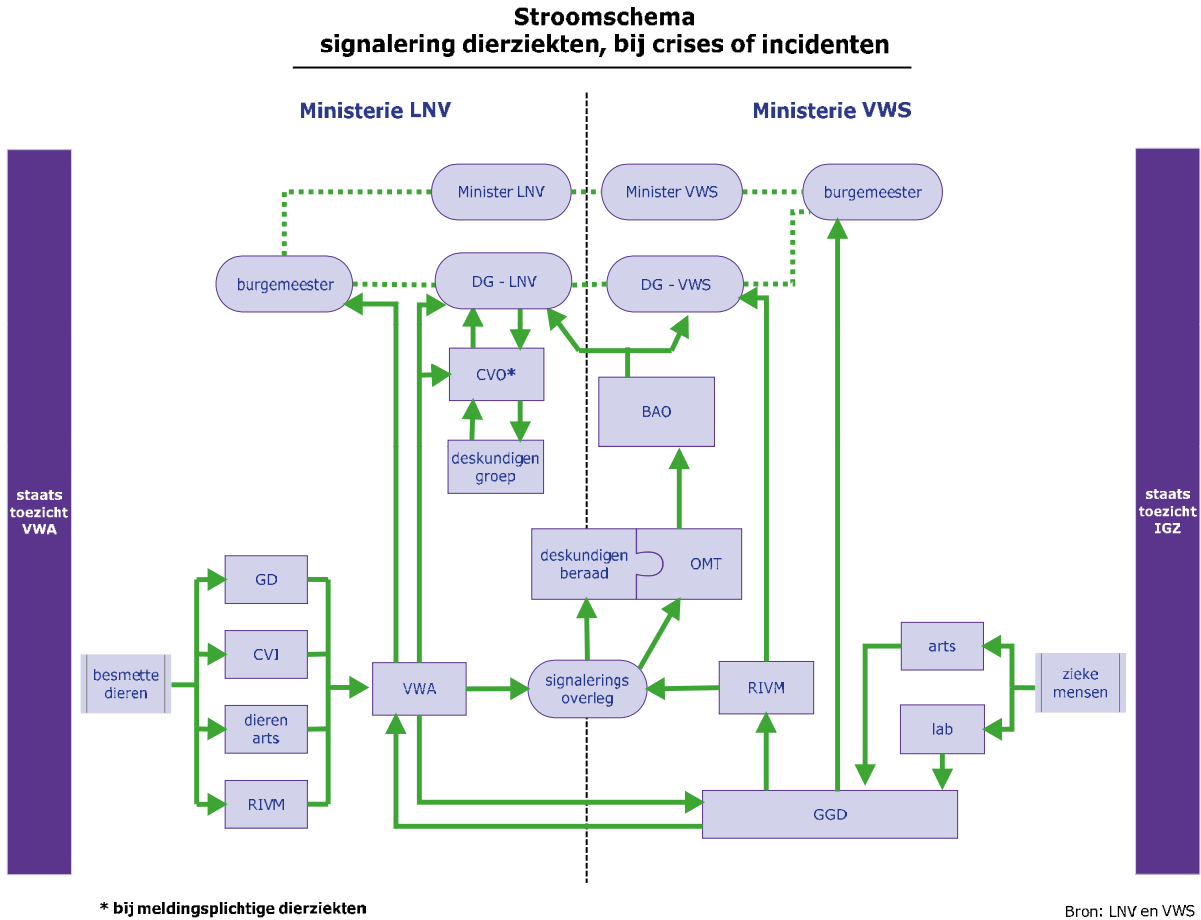 Stroomschema
signalering dierziekten, bij crises of incidenten
Ministerie LNV
Ministerie VWS
Minister LNV
Minister VWS
burgemeester
burgemeester
DG - LNV
DG - VWS
CVO*
BAO
deskundigen
groep
staats
toezicht
VWA
staats
toezicht
IGZ
deskundigen
beraad
OMT
GD
CVI
dieren
arts
RIVM
besmette
dieren
VWA
signalerings
overleg
RIVM
arts
lab
zieke
mensen
GGD
* bij meldingsplichtige dierziekten
Bron: LNV en VWS